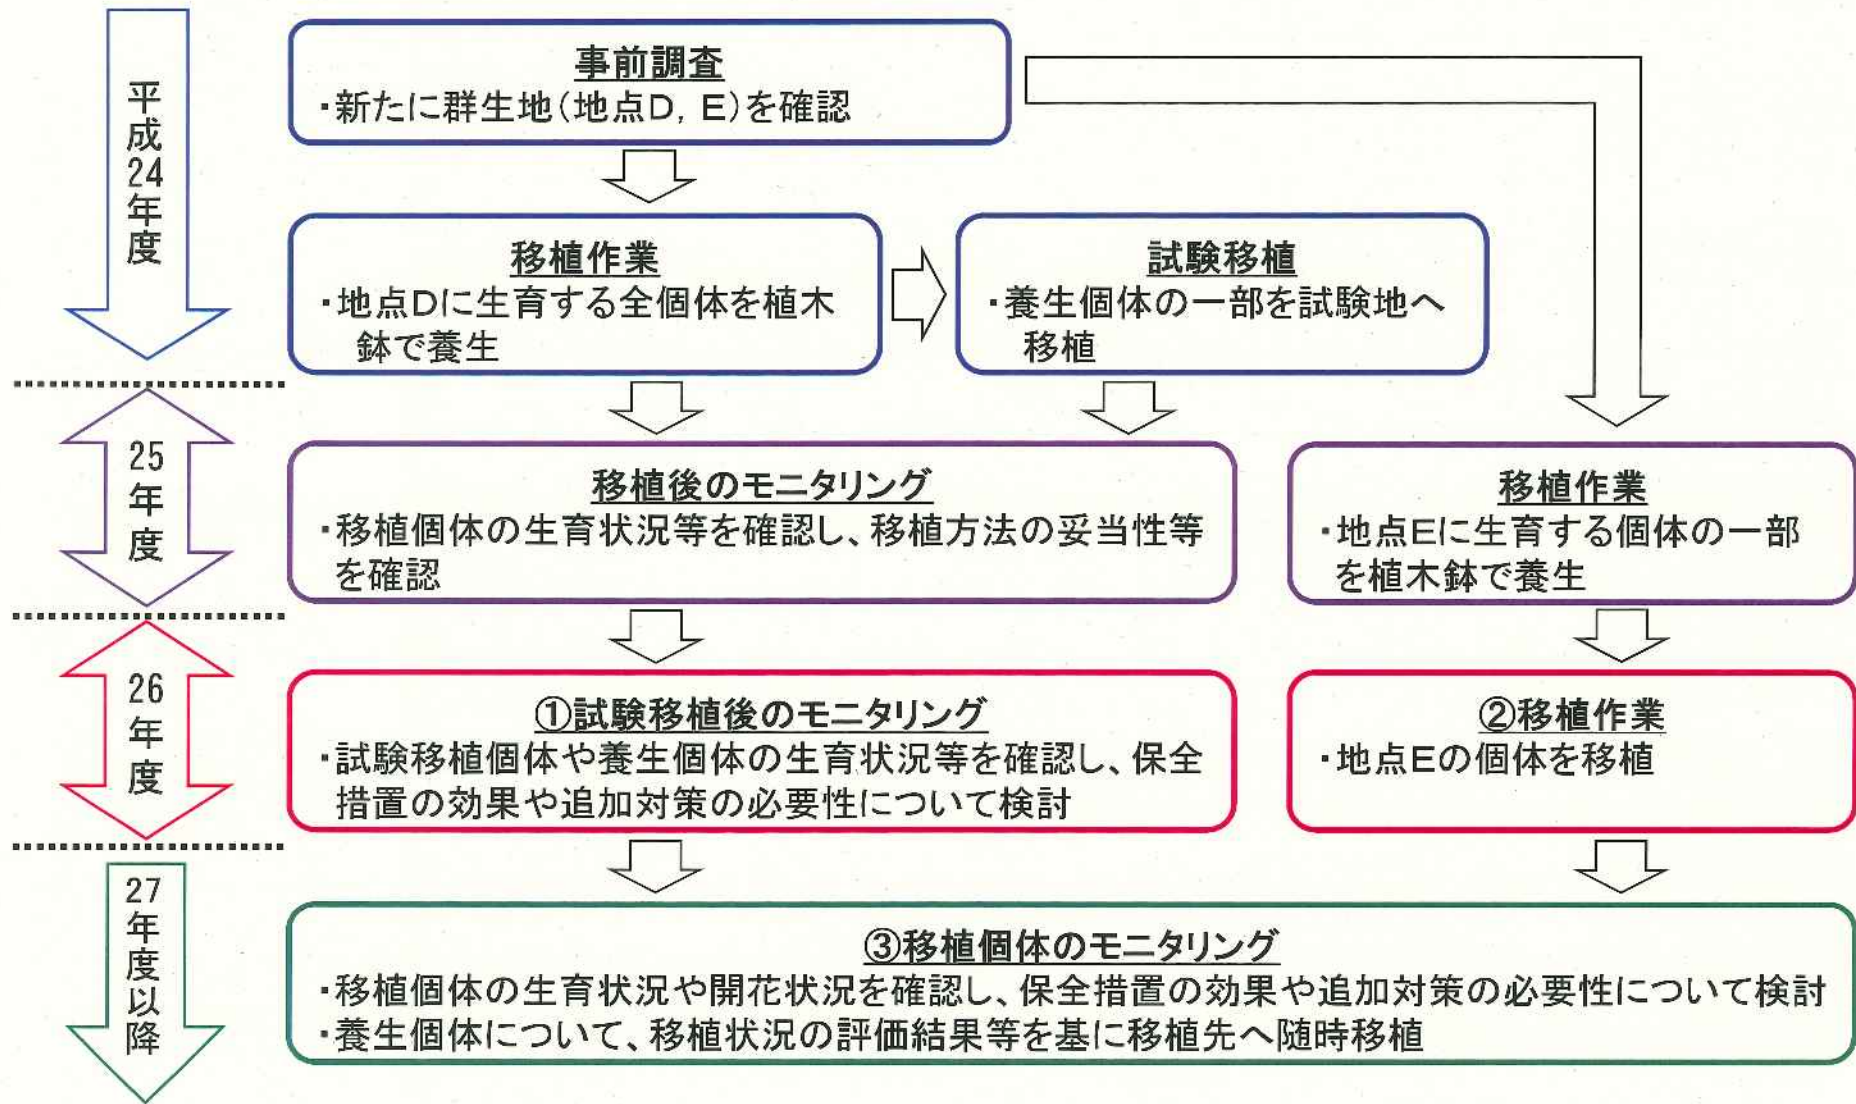 平成24年度
事前調査
・新たに群生地(地点D, E)を確認
移植作業
・地点Dに生育する全個体を植木
鉢で養生
試験移植
・養生個体の一部を試験地へ
移植
25年度
移植後のモニタリング
・移植個体の生育状況等を確認し、移植方法の妥当性等
を確認
移植作業
・地点Eに生育する個体の一部
を植木鉢で養生
26年度
①試験移植後のモニタリング
・試験移植個体や養生個体の生育状況等を確認し、保全
措置の効果や追加対策の必要性について検討
②移植作業
・地点Eの個体を移植
27年度以降
③移植個体のモニタリング
・移植個体の生育状況や開花状況を確認し、保全措置の効果や追加対策の必要性について検討
・養生個体について、移植状況の評価結果等を基に移植先へ随時移植